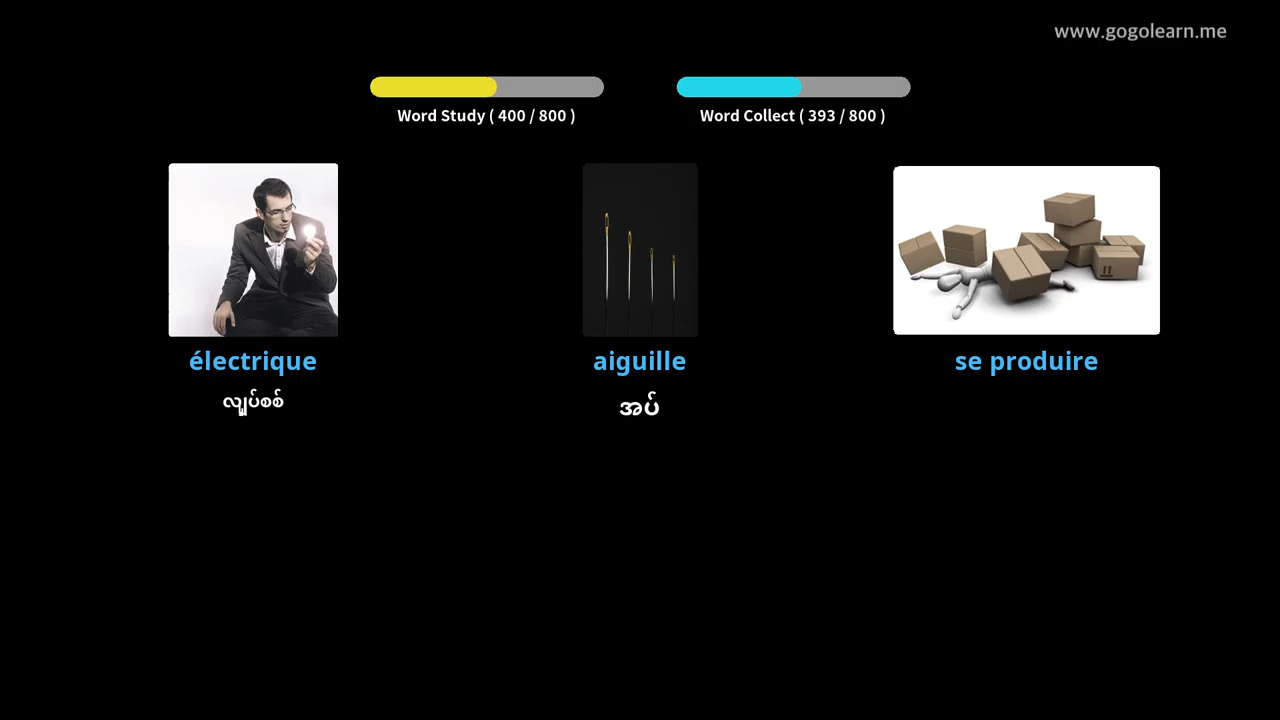 www.gogolearn.me
Word Study ( 400 / 800 )
Word Collect ( 393 / 800 )
électrique
aiguille
se produire
လျှပ်စစ်
အပ်